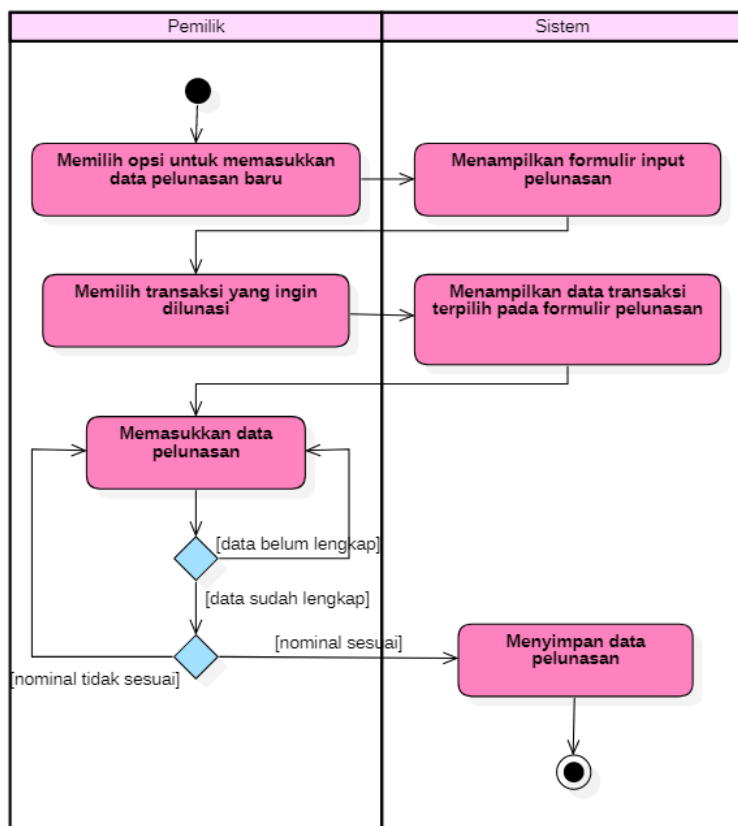 Pemilik
Sistem
Memilih opsi untuk memasukkan
data pelunasan baru
Menampilkan formulir input
pelunasan
Memilih transaksi yang ingin
dilunasi
Menampilkan data transaksi
terpilih pada formulir pelunasan
Memasukkan data
pelunasan
[data belum lengkap]
[data sudah lengkap]
[nominal sesuai]
[nominal tidak sesuai]
Menyimpan data
pelunasan